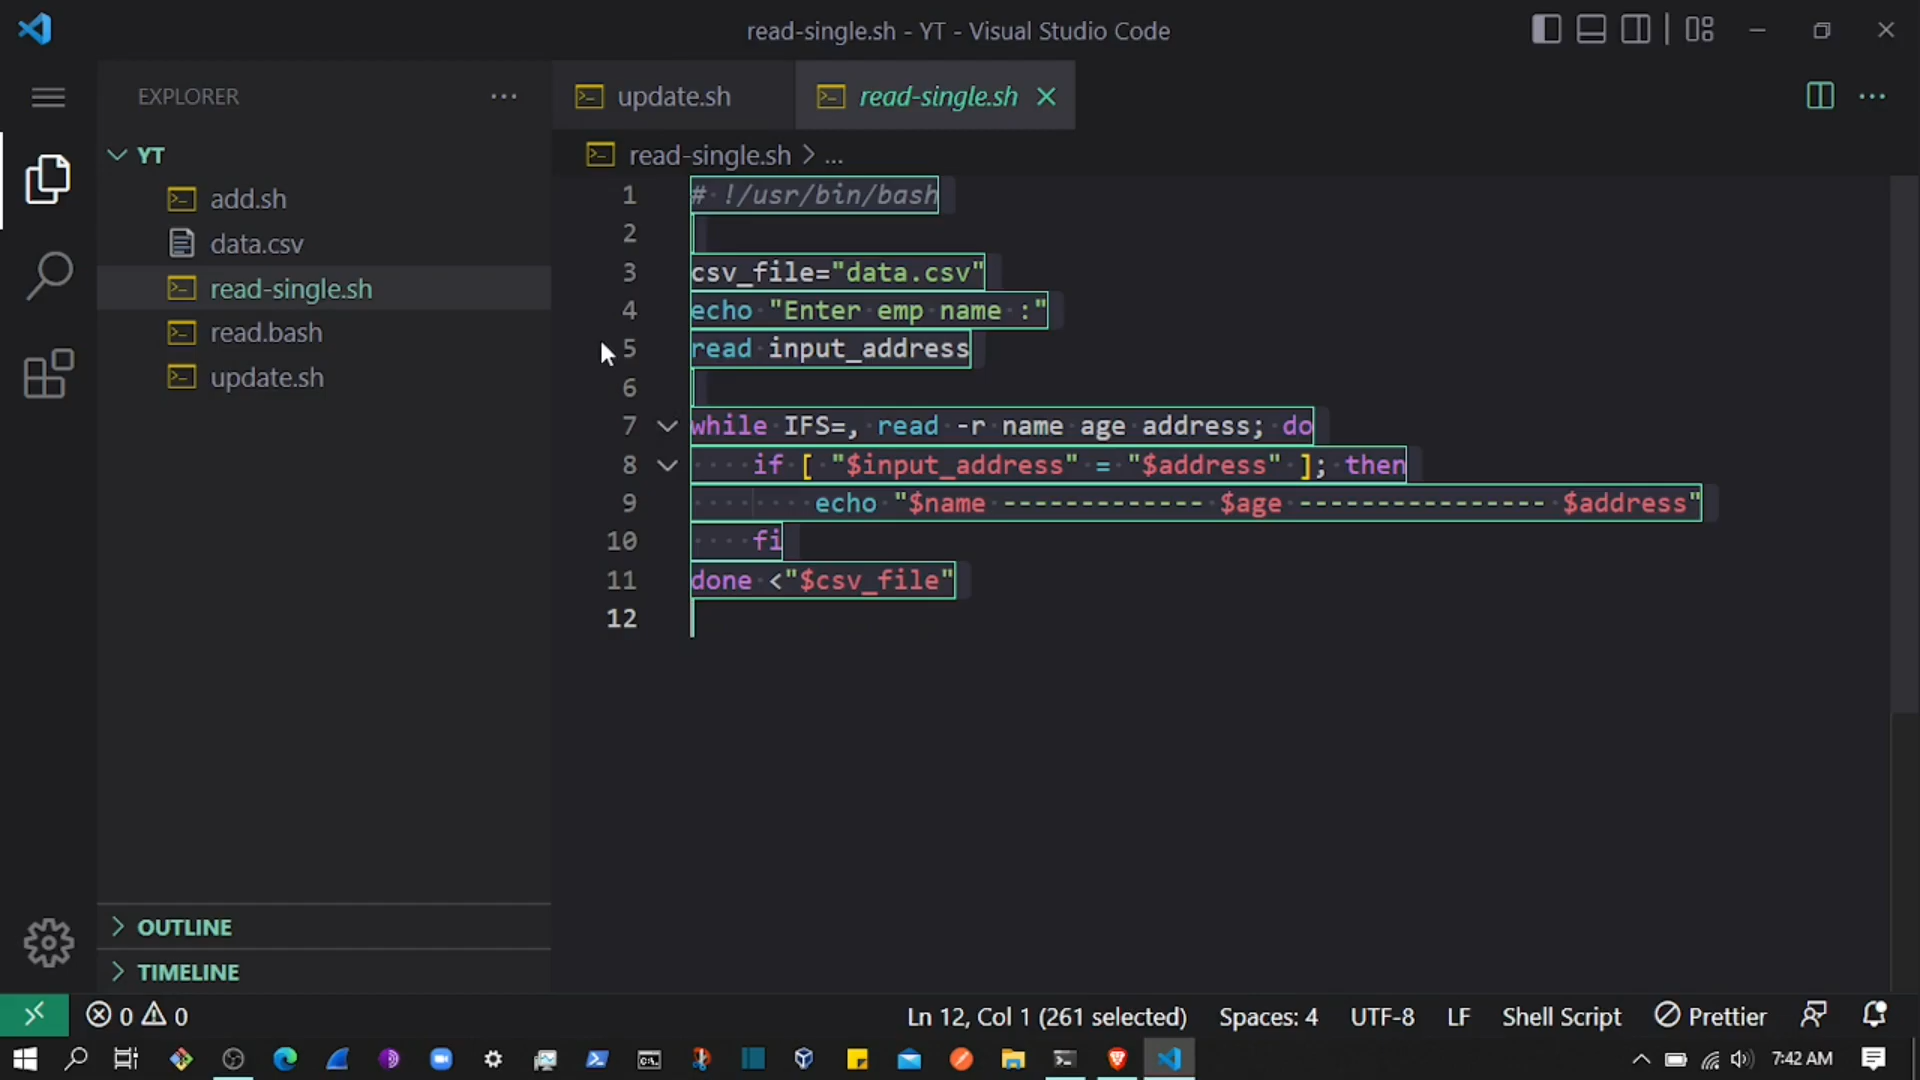 read-single.sh - YT - Visual Studio Code
EXPLORER
YT
add.sh
data.csv
read-single.sh
read.bash
update.sh
OUTLINE
TIMELINE
update.sh
read-single.sh
read-single.sh > ...
1 # !/usr/bin/bash
2
3 csv_file="data.csv"
4 echo "Enter emp name :"
5 read input_address
6
7 while IFS=, read -r name age address; do
8     if [ "$input_address" = "$address" ]; then
9         echo "$name ------------- $age ---------------- $address"
10     fi
11 done <"$csv_file"
12
0 0
Ln 12, Col 1 (261 selected)
Spaces: 4
UTF-8
LF
Shell Script
Prettier
7:42 AM